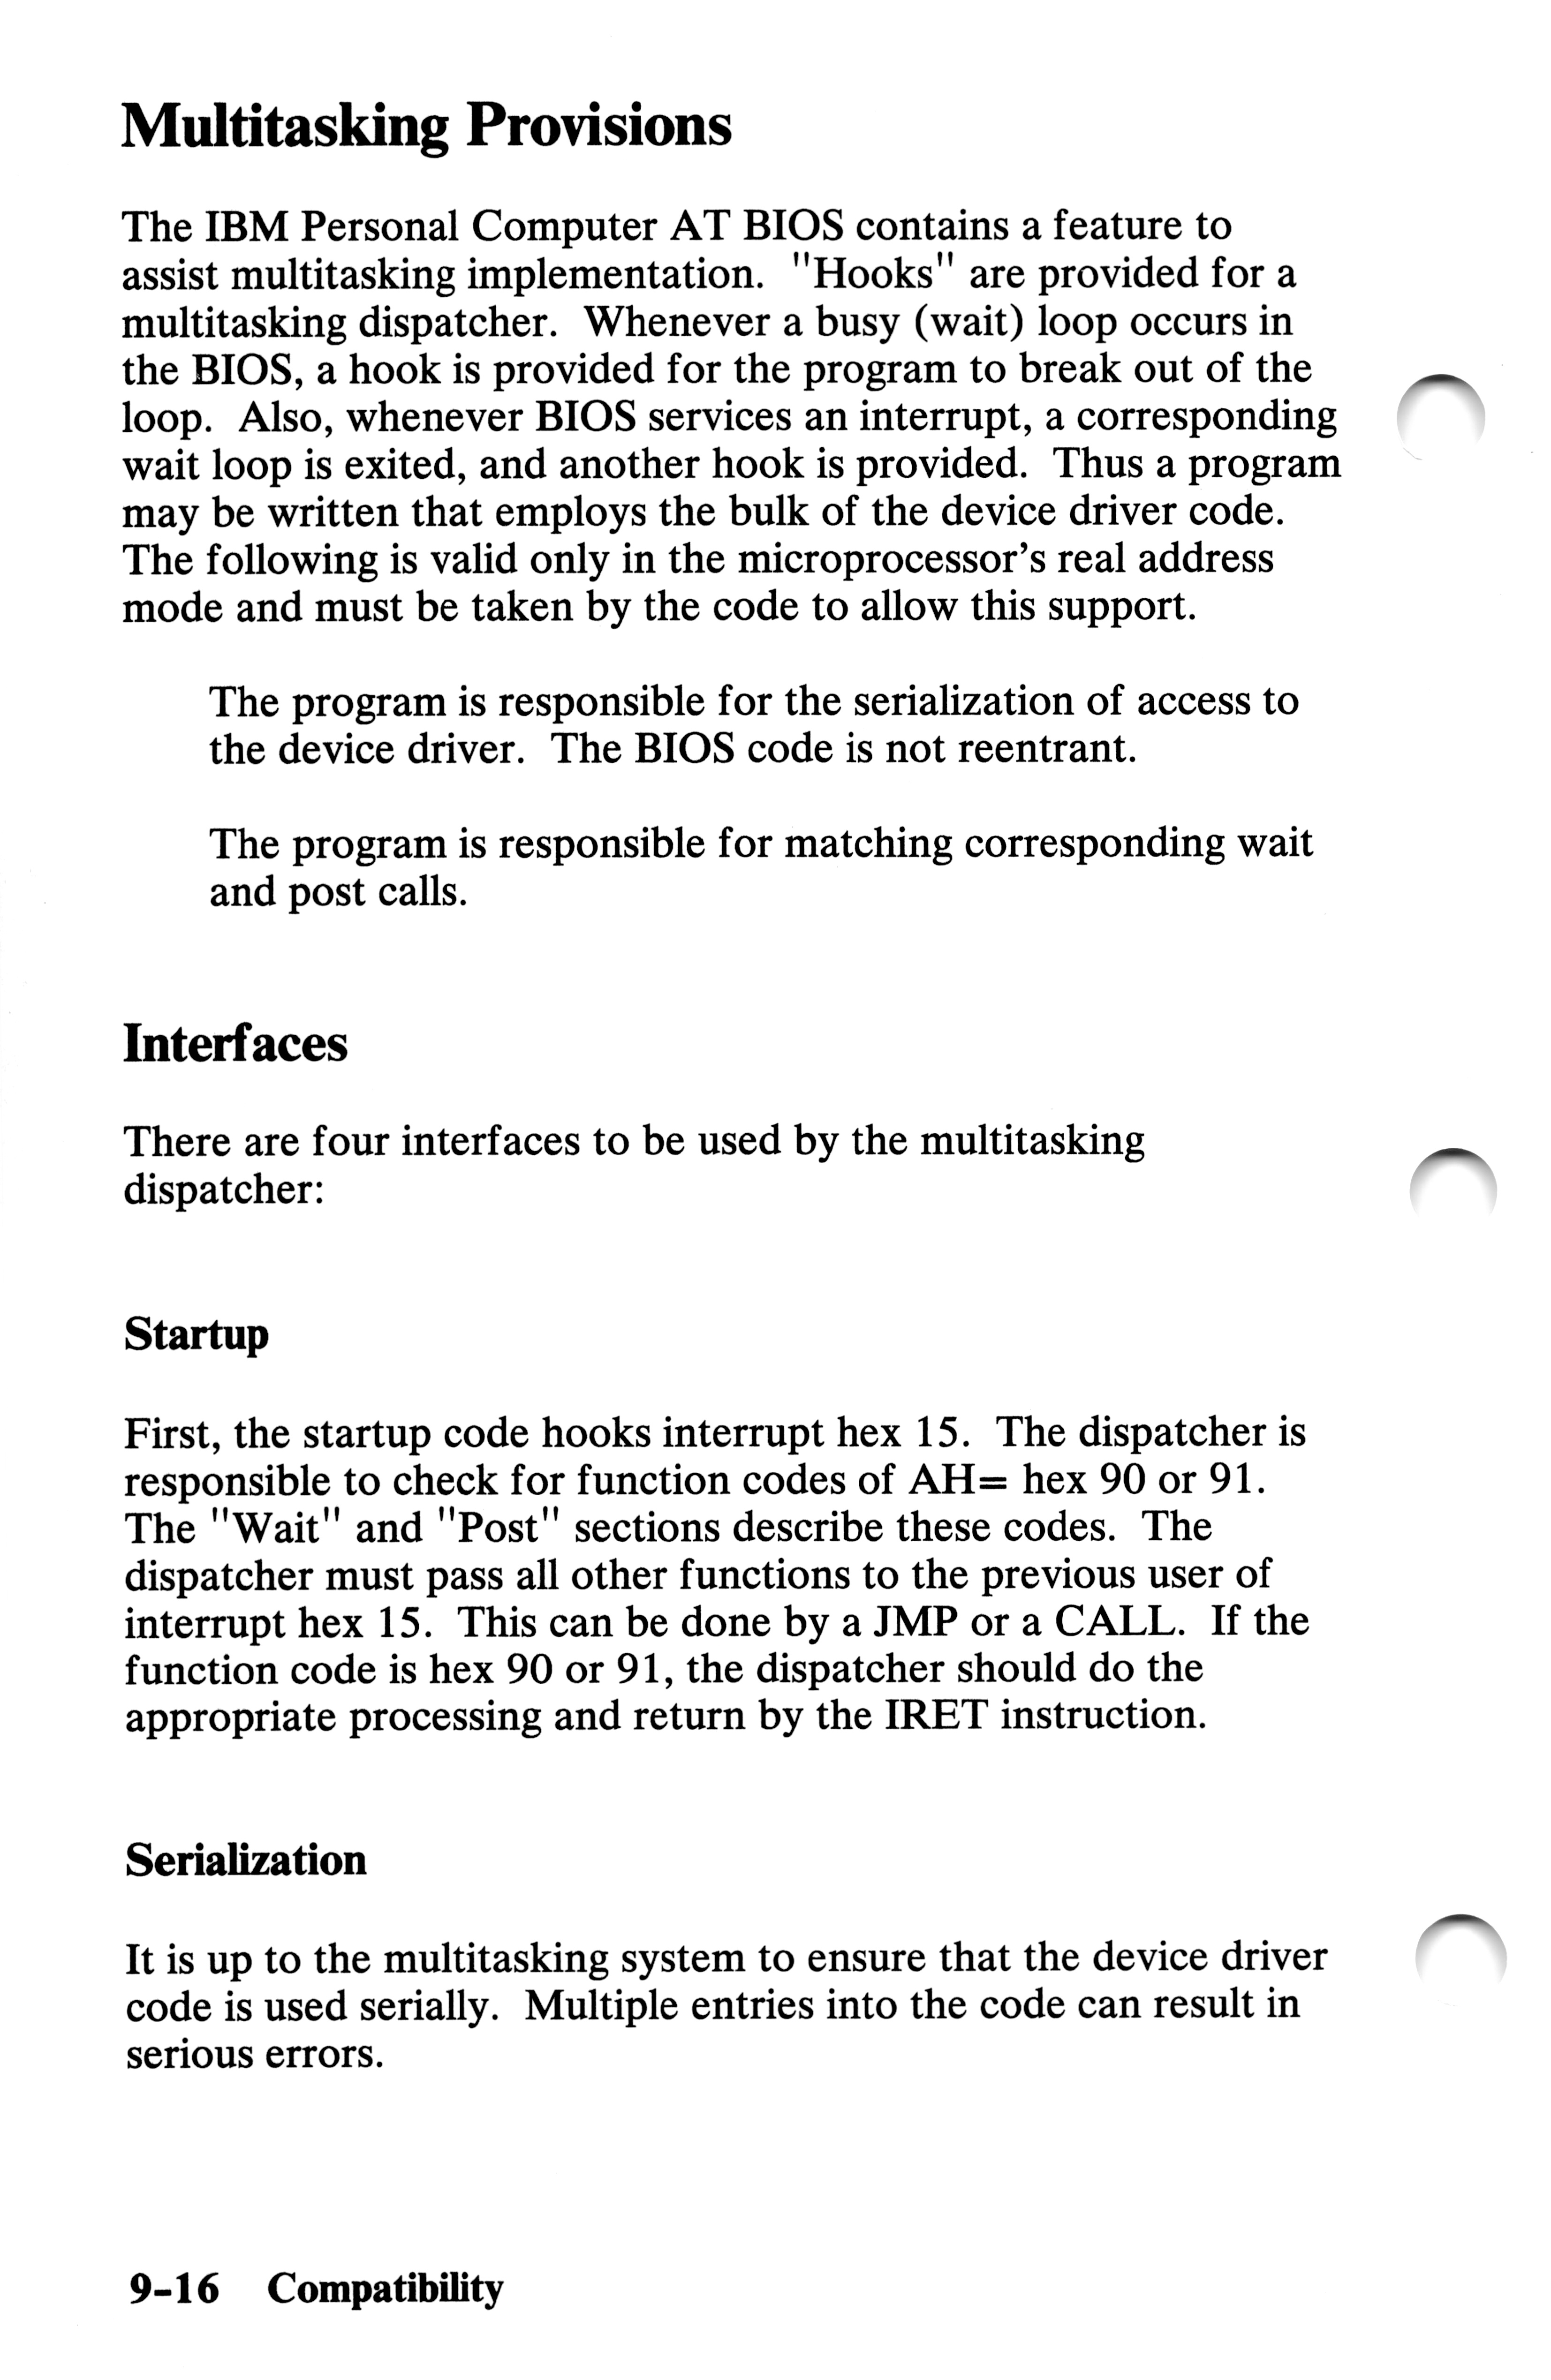 Multitasking Provisions
The IBM Personal Computer AT BIOS contains a feature to
assist multitasking implementation.  "Hooks" are provided for a
multitasking dispatcher.  Whenever a busy (wait) loop occurs in
the BIOS, a hook is provided for the program to break out of the
loop.  Also, whenever BIOS services an interrupt, a corresponding
wait loop is exited, and another hook is provided.  Thus a program
may be written that employs the bulk of the device driver code.
The following is valid only in the microprocessor's real address
mode and must be taken by the code to allow this support.
The program is responsible for the serialization of access to
the device driver.  The BIOS code is not reentrant.
The program is responsible for matching corresponding wait
and post calls.
Interfaces
There are four interfaces to be used by the multitasking
dispatcher:
Startup
First, the startup code hooks interrupt hex 15.  The dispatcher is
responsible to check for function codes of AH= hex 90 or 91.
The "Wait" and "Post" sections describe these codes.  The
dispatcher must pass all other functions to the previous user of
interrupt hex 15.  This can be done by a JMP or a CALL.  If the
function code is hex 90 or 91, the dispatcher should do the
appropriate processing and return by the IRET instruction.
Serialization
It is up to the multitasking system to ensure that the device driver
code is used serially.  Multiple entries into the code can result in
serious errors.
9-16  Compatibility